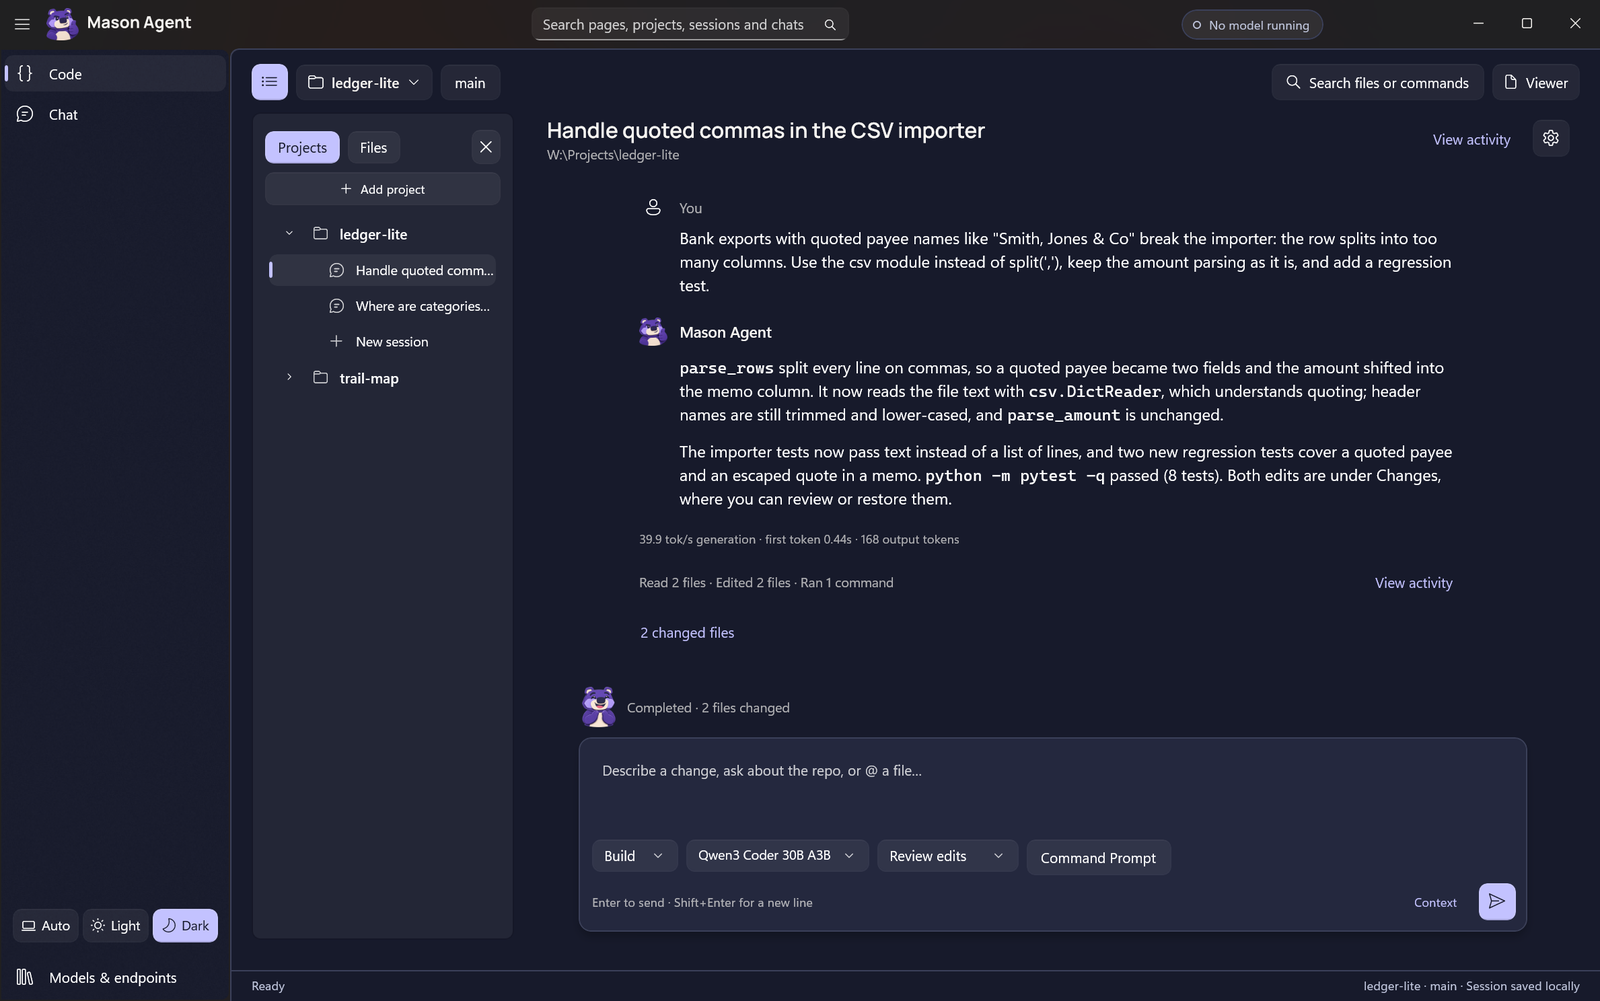 Mason Agent
Search pages, projects, sessions and chats
No model running
Code
Chat
ledger-lite
main
Search files or commands
Viewer
Projects
Files
Add project
ledger-lite
Handle quoted comm...
Where are categories...
New session
trail-map
Handle quoted commas in the CSV importer
W:\Projects\ledger-lite
View activity
You
Bank exports with quoted payee names like "Smith, Jones & Co" break the importer: the row splits into too
many columns. Use the csv module instead of split(','), keep the amount parsing as it is, and add a regression
test.
Mason Agent
parse_rows split every line on commas, so a quoted payee became two fields and the amount shifted into
the memo column. It now reads the file text with csv.DictReader, which understands quoting; header
names are still trimmed and lower-cased, and parse_amount is unchanged.
The importer tests now pass text instead of a list of lines, and two new regression tests cover a quoted payee
and an escaped quote in a memo. python -m pytest -q passed (8 tests). Both edits are under Changes,
where you can review or restore them.
39.9 tok/s generation · first token 0.44s · 168 output tokens
Read 2 files · Edited 2 files · Ran 1 command
View activity
2 changed files
Completed · 2 files changed
Describe a change, ask about the repo, or @ a file...
Build
Qwen3 Coder 30B A3B
Review edits
Command Prompt
Enter to send · Shift+Enter for a new line
Context
Auto
Light
Dark
Models & endpoints
Ready
ledger-lite · main · Session saved locally